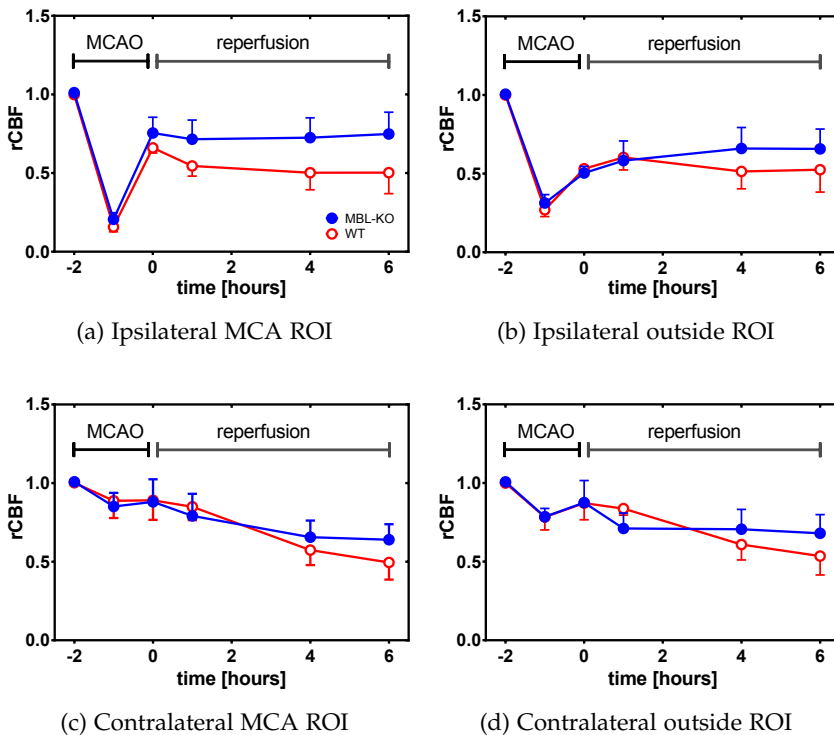 1.5
MCAO
reperfusion
1.0
rCBF
0.5
MBL-KO
WT
0.0
-2 0 2 4 6
time [hours]
(a) Ipsilateral MCA ROI
1.5
MCAO
reperfusion
1.0
rCBF
0.5
0.0
-2 0 2 4 6
time [hours]
(b) Ipsilateral outside ROI
1.5
MCAO
reperfusion
1.0
rCBF
0.5
0.0
-2 0 2 4 6
time [hours]
(c) Contralateral MCA ROI
1.5
MCAO
reperfusion
1.0
rCBF
0.5
0.0
-2 0 2 4 6
time [hours]
(d) Contralateral outside ROI